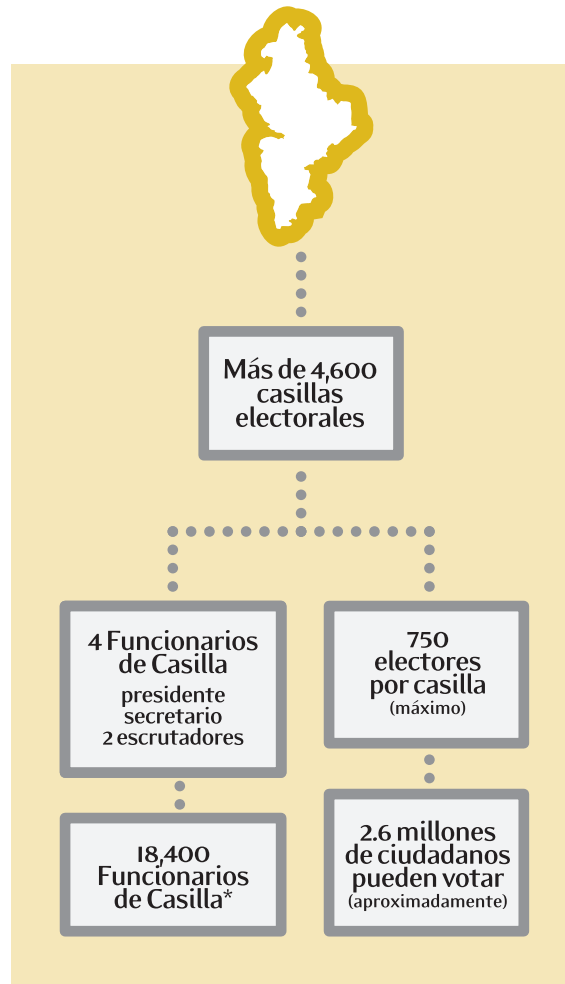 Más de 4,600
casillas
electorales
4 Funcionarios
de Casilla
presidente
secretario
2 escrutadores
18,400
Funcionarios
de Casilla*
750
electores
por casilla
(máximo)
2.6 millones
de ciudadanos
pueden votar
(aproximadamente)